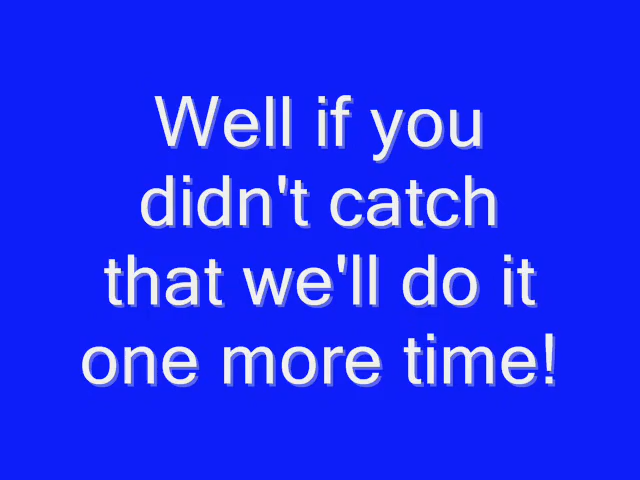 Well if you
didn't catch
that we'll do it
one more time!